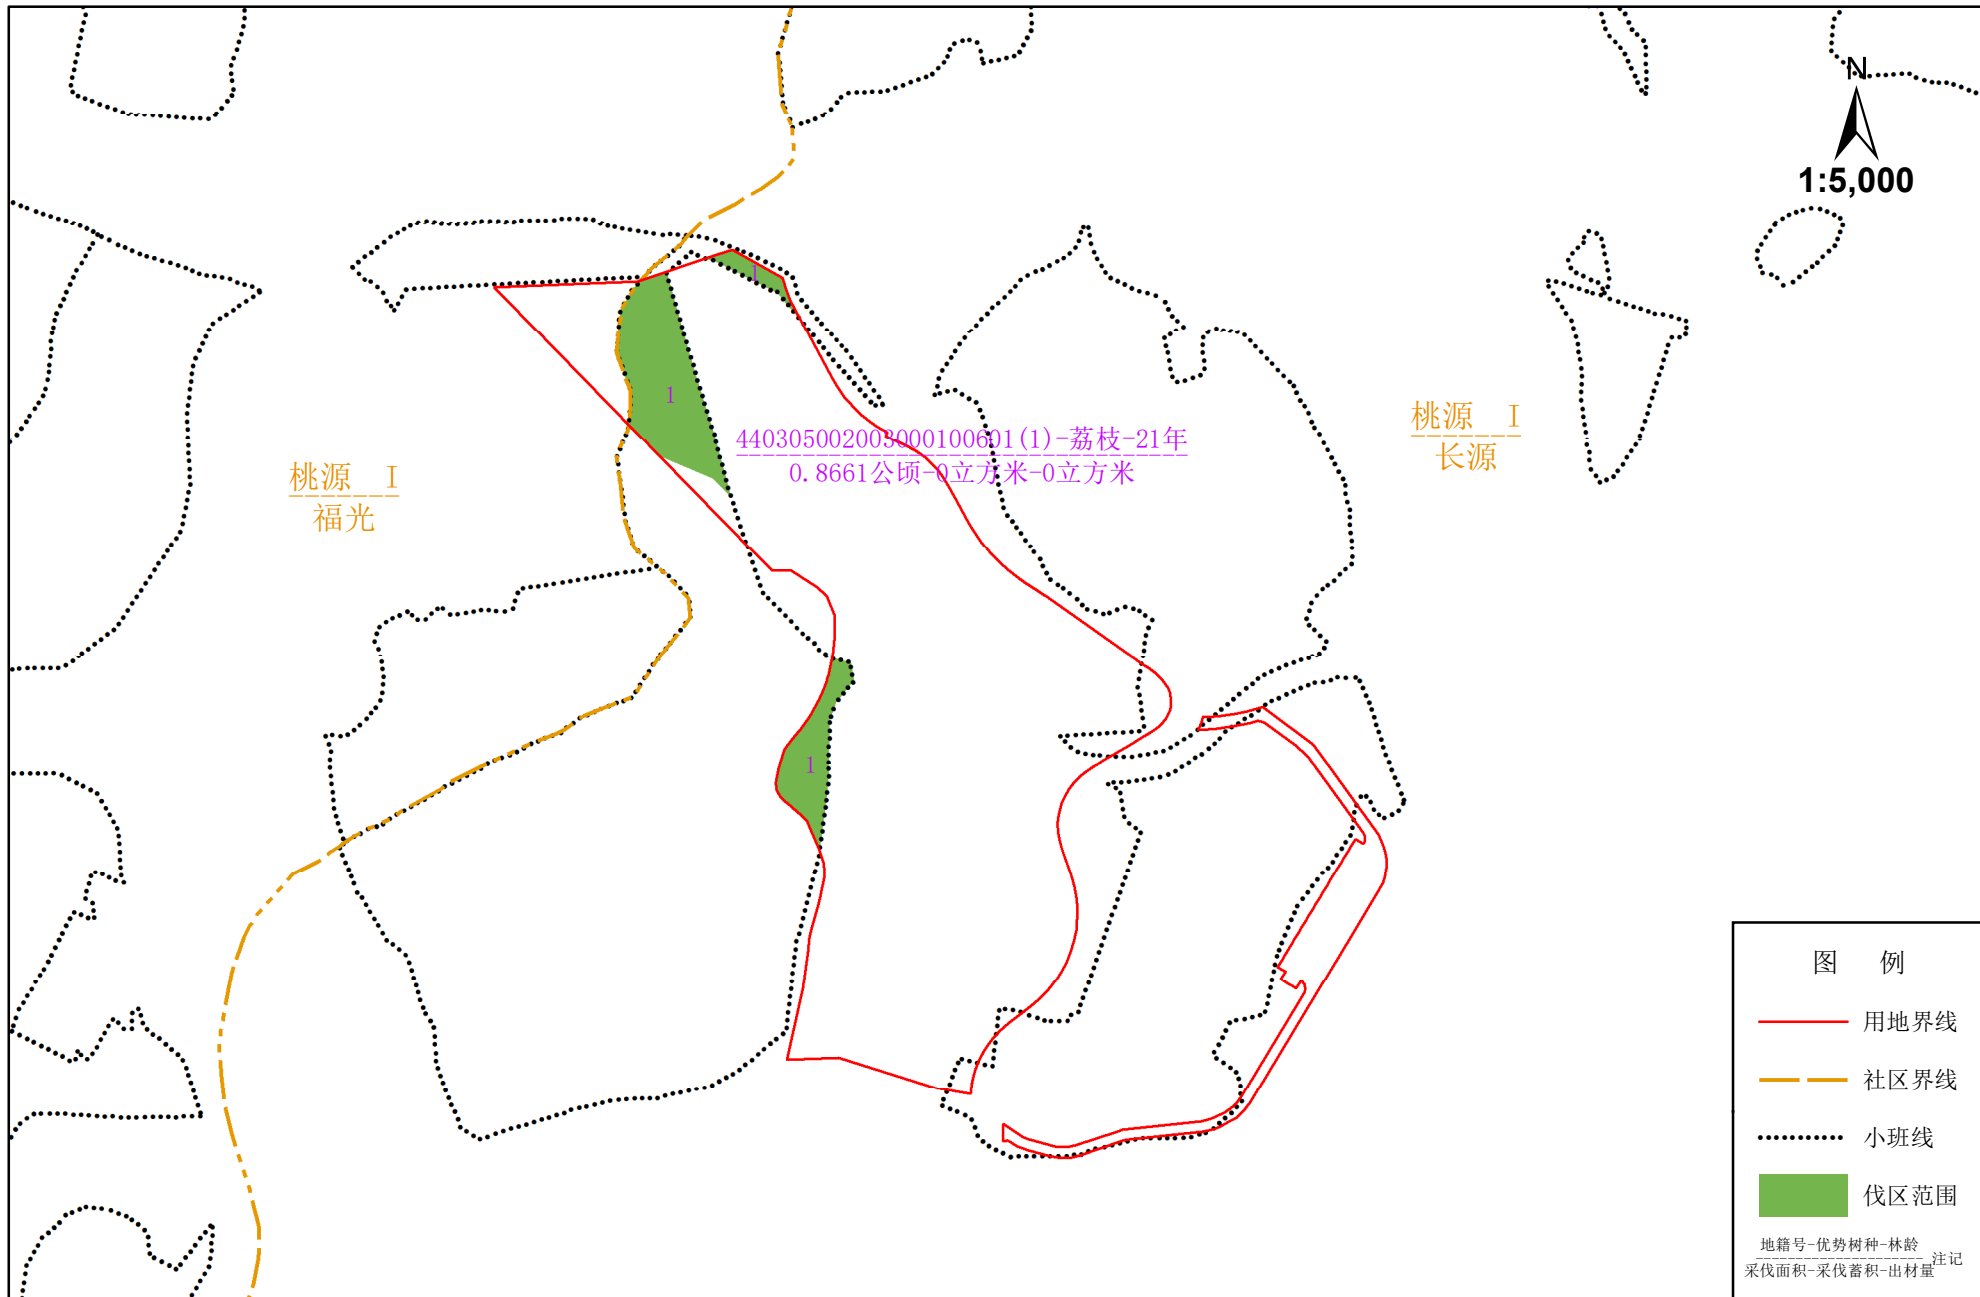 N
1:5,000
1
1
440305002003000100601(1)-荔枝-21年
0.8661公顷-0立方米-0立方米
桃源 I
长源
桃源 I
福光
1
图 例
用地界线
社区界线
小班线
伐区范围
地籍号-优势树种-林龄
采伐面积-采伐蓄积-出材量
注记